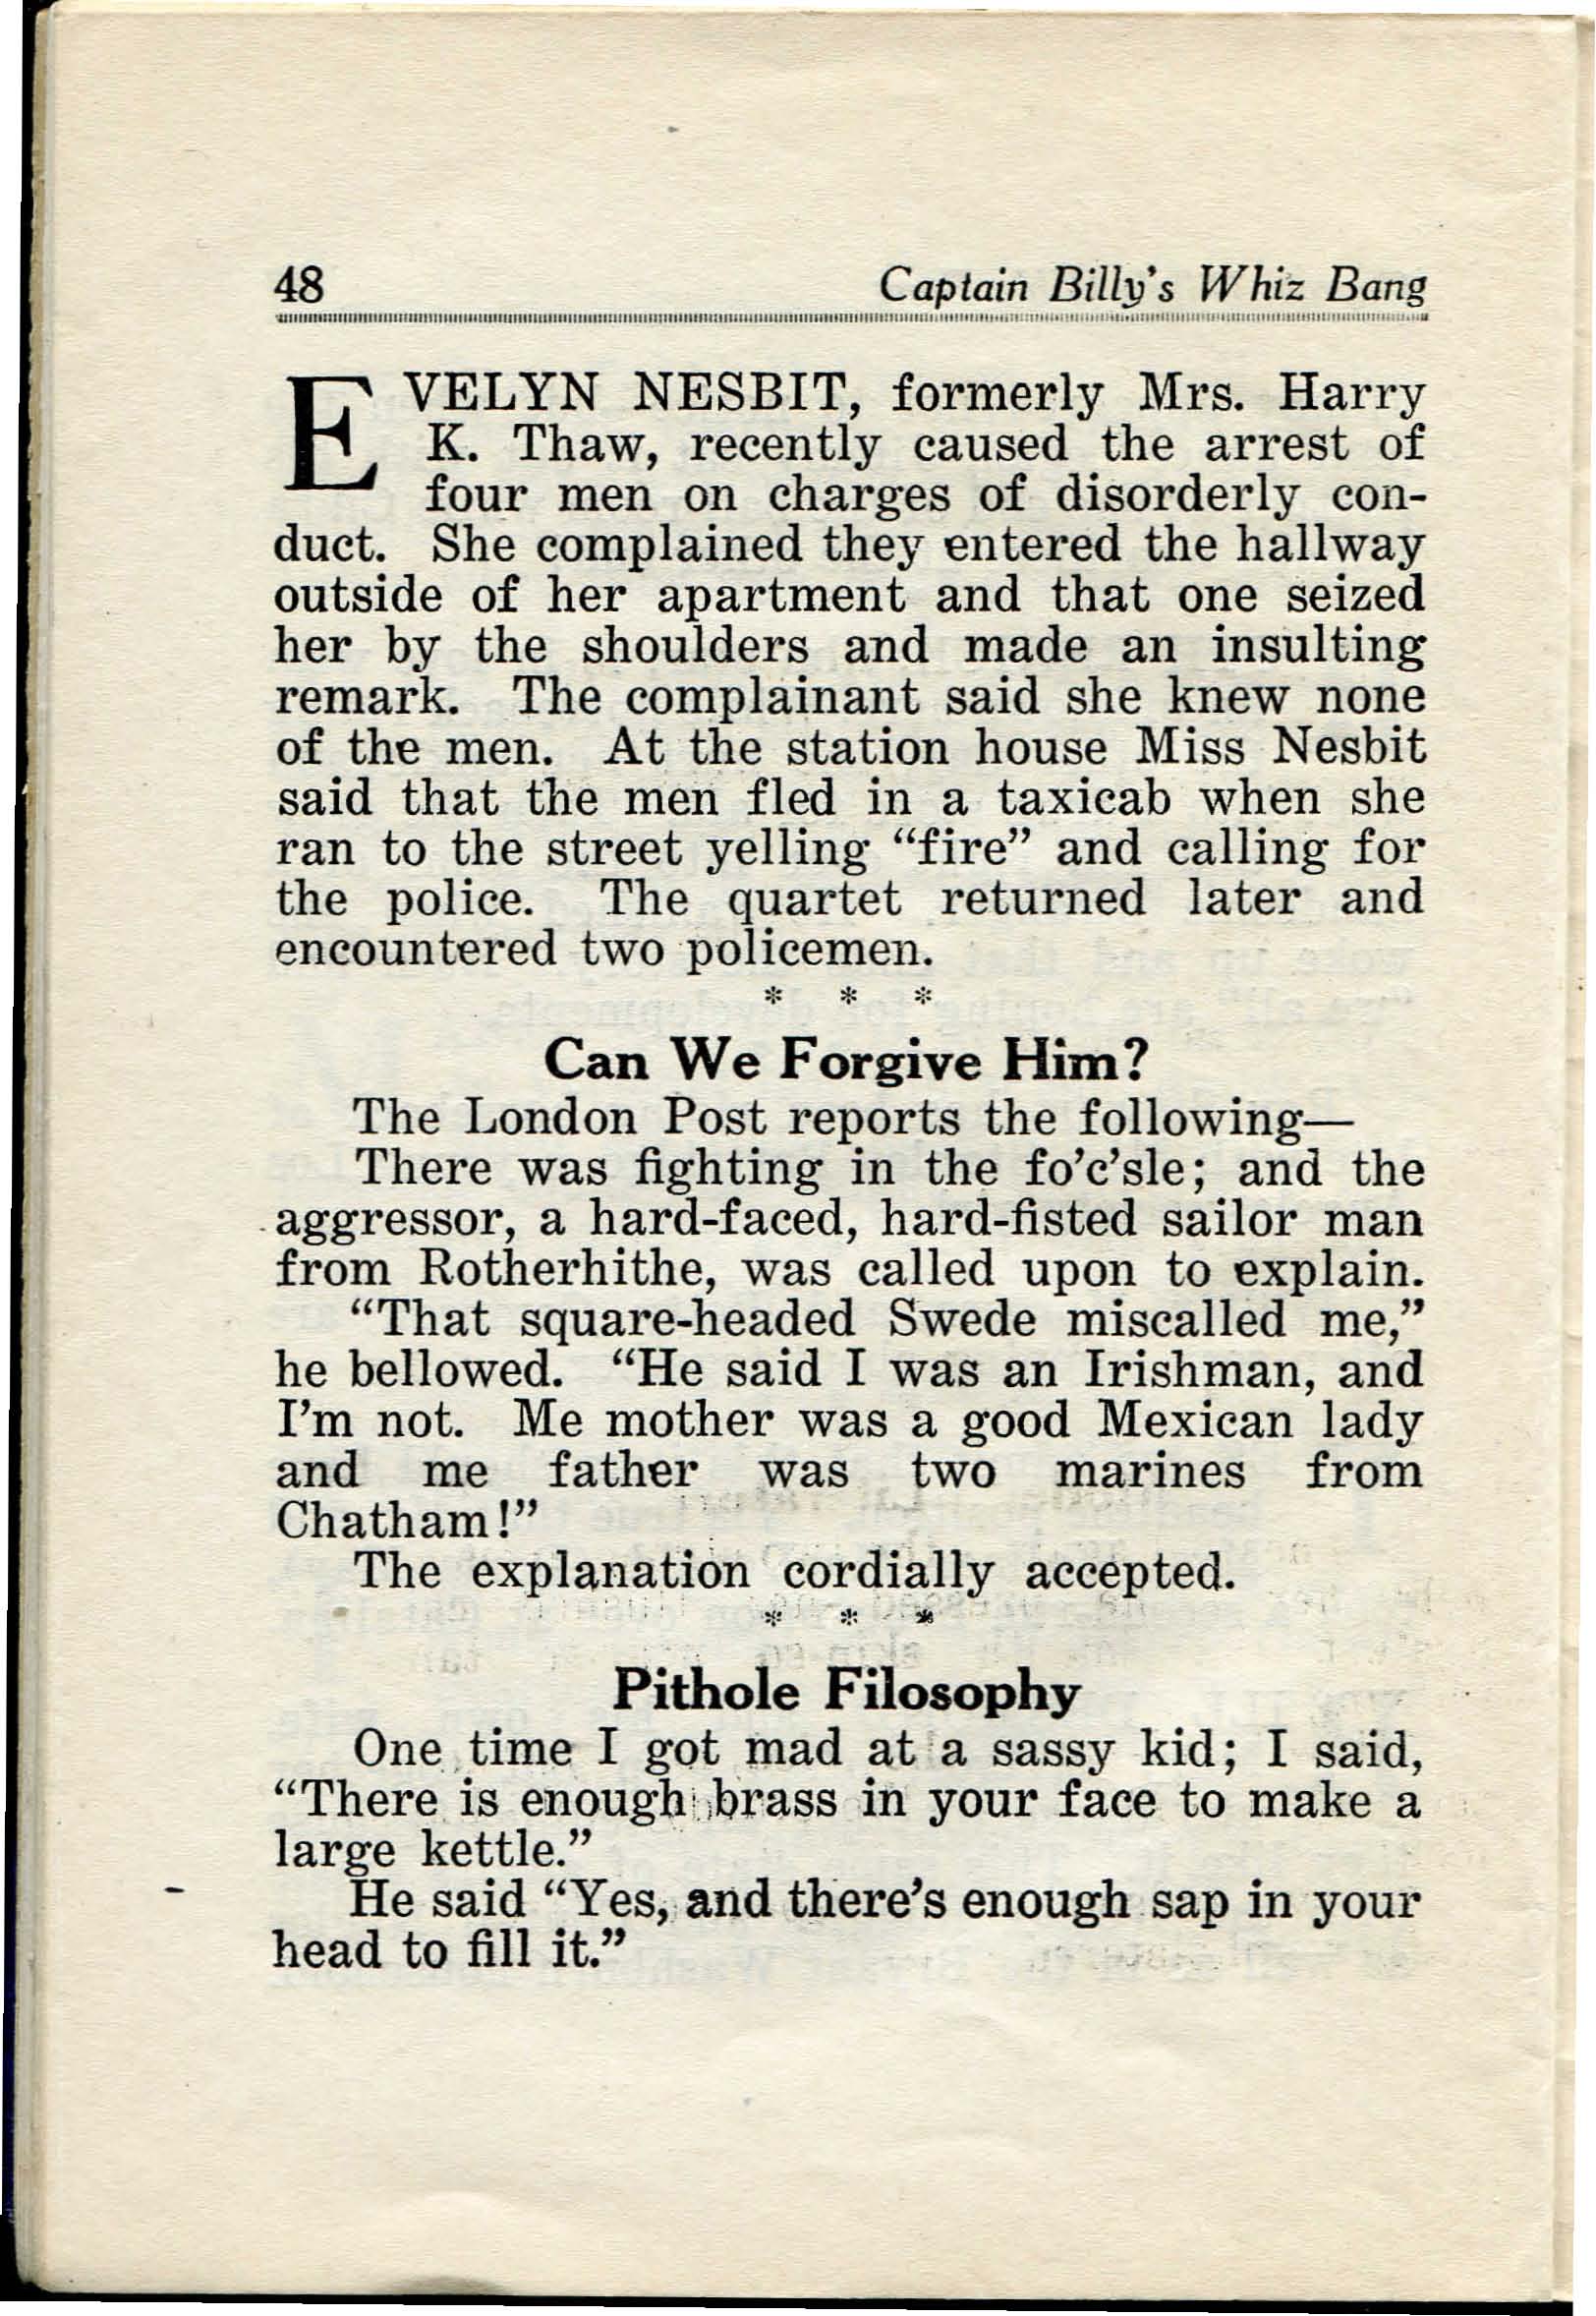 48 Captain Billy's Whiz Bang
EVELYN NESBIT, formerly Mrs. Harry
K. Thaw, recently caused the arrest of
four men on charges of disorderly con-
duct. She complained they entered the hallway
outside of her apartment and that one seized
her by the shoulders and made an insulting
remark. The complainant said she knew none
of the men. At the station house Miss Nesbit
said that the men fled in a taxicab when she
ran to the street yelling “fire” and calling for
the police. The quartet returned later and
encountered two policemen.
* * *
Can We Forgive Him?
The London Post reports the following—
There was fighting in the fo’c’sle; and the
aggressor, a hard-faced, hard-fisted sailor man
from Rotherhithe, was called upon to explain.
“That square-headed Swede miscalled me,”
he bellowed. “He said I was an Irishman, and
I'm not. Me mother was a good Mexican lady
and me father was two marines from
Chatham!”
The explanation cordially accepted.
* * *
Pithole Filosophy
One time I got mad at a sassy kid; I said,
“There is enough brass in your face to make a
large kettle.”
He said “Yes, and there’s enough sap in your
head to fill it.”